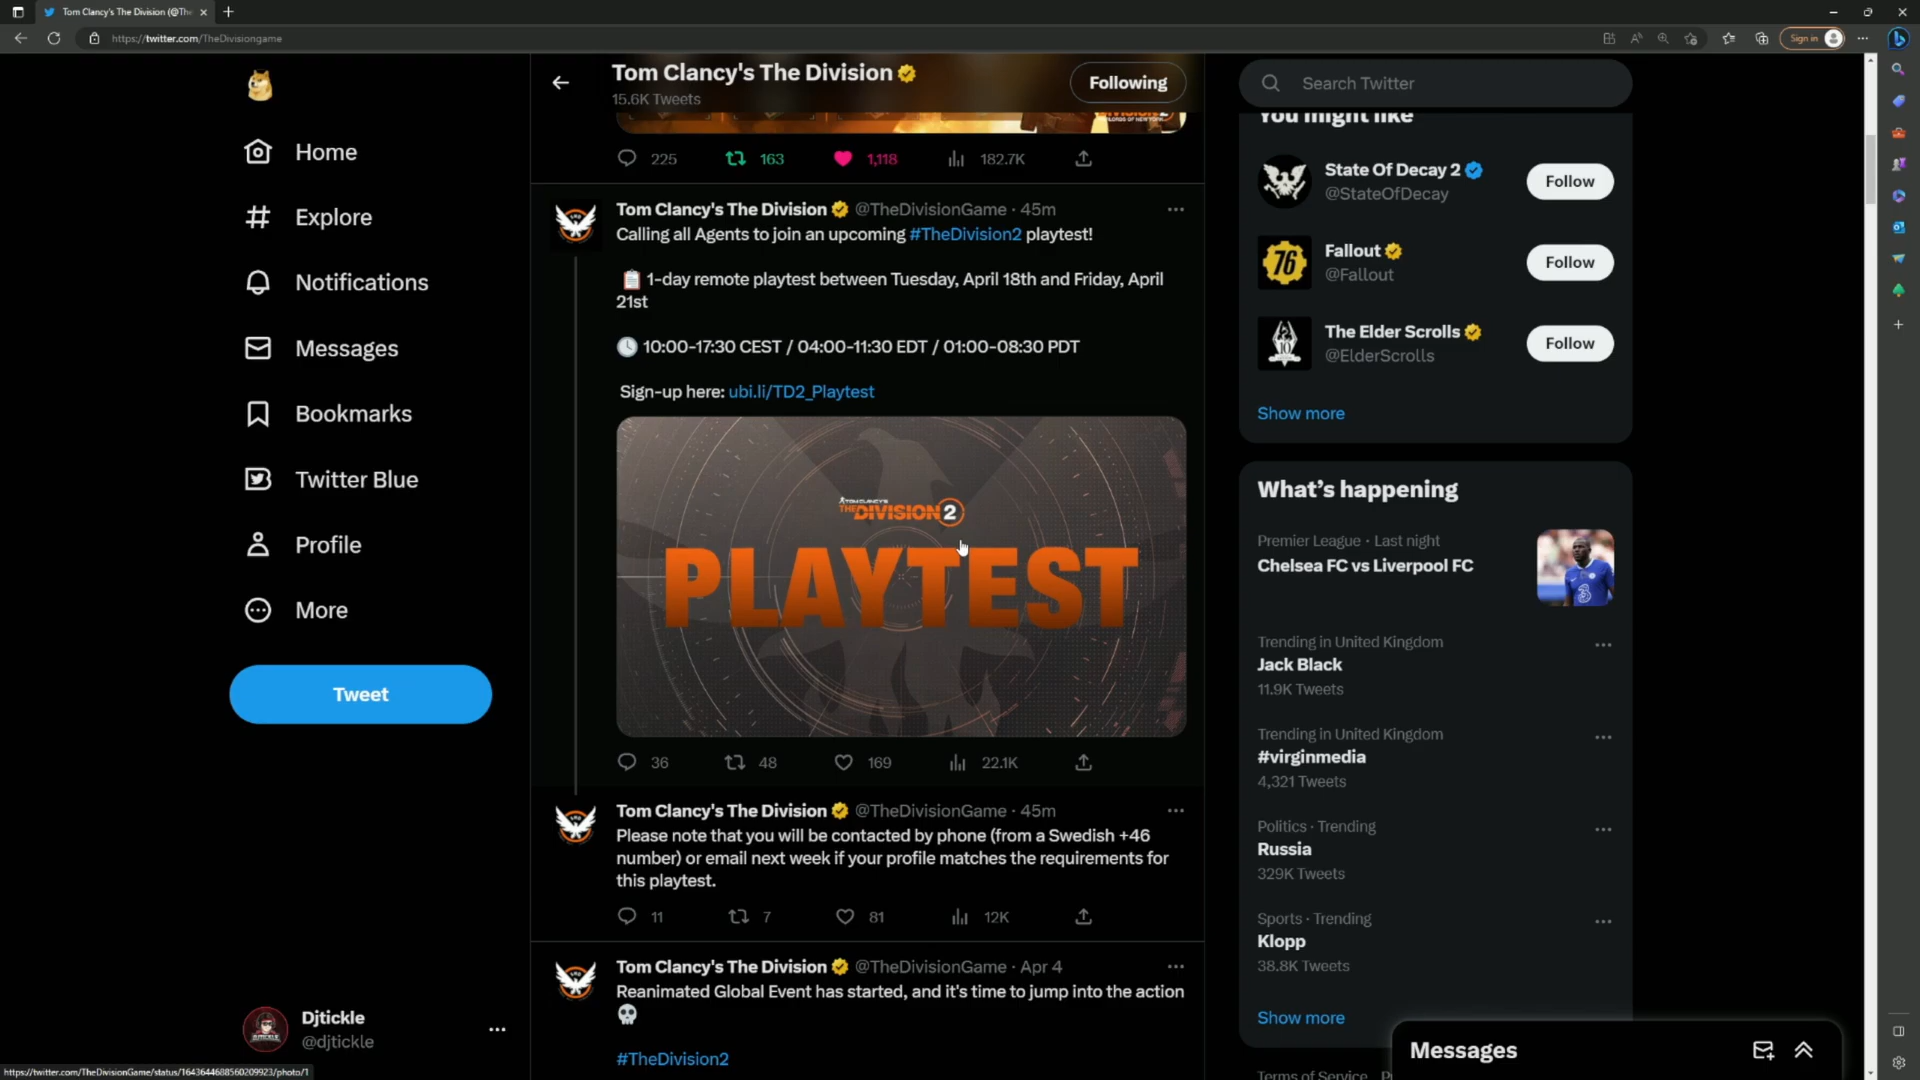 Tom Clancy's The Division (@The
https://twitter.com/TheDivisiongame
Sign in
Home
Explore
Notifications
Messages
Bookmarks
Twitter Blue
Profile
More
Tweet
Djtickle
@djtickle
https://twitter.com/TheDivisionGame/status/1643644688560209923/photo/1
Tom Clancy's The Division
15.6K Tweets
Following
225 163 1,118 182.7K
Tom Clancy's The Division @TheDivisionGame · 45m
Calling all Agents to join an upcoming #TheDivision2 playtest!
1-day remote playtest between Tuesday, April 18th and Friday, April
21st
10:00-17:30 CEST / 04:00-11:30 EDT / 01:00-08:30 PDT
Sign-up here: ubi.li/TD2_Playtest
TOM CLANCY'S
THE DIVISION 2
PLAYTEST
36 48 169 22.1K
Tom Clancy's The Division @TheDivisionGame · 45m
Please note that you will be contacted by phone (from a Swedish +46
number) or email next week if your profile matches the requirements for
this playtest.
11 7 81 12K
Tom Clancy's The Division @TheDivisionGame · Apr 4
Reanimated Global Event has started, and it's time to jump into the action
#TheDivision2
Search Twitter
You might like
State Of Decay 2
@StateOfDecay
Follow
76
Fallout
@Fallout
Follow
The Elder Scrolls
@ElderScrolls
Follow
Show more
What's happening
Premier League · Last night
Chelsea FC vs Liverpool FC
Trending in United Kingdom
Jack Black
11.9K Tweets
Trending in United Kingdom
#virginmedia
4,321 Tweets
Politics · Trending
Russia
329K Tweets
Sports · Trending
Klopp
38.8K Tweets
Show more
Messages
Terms of Service